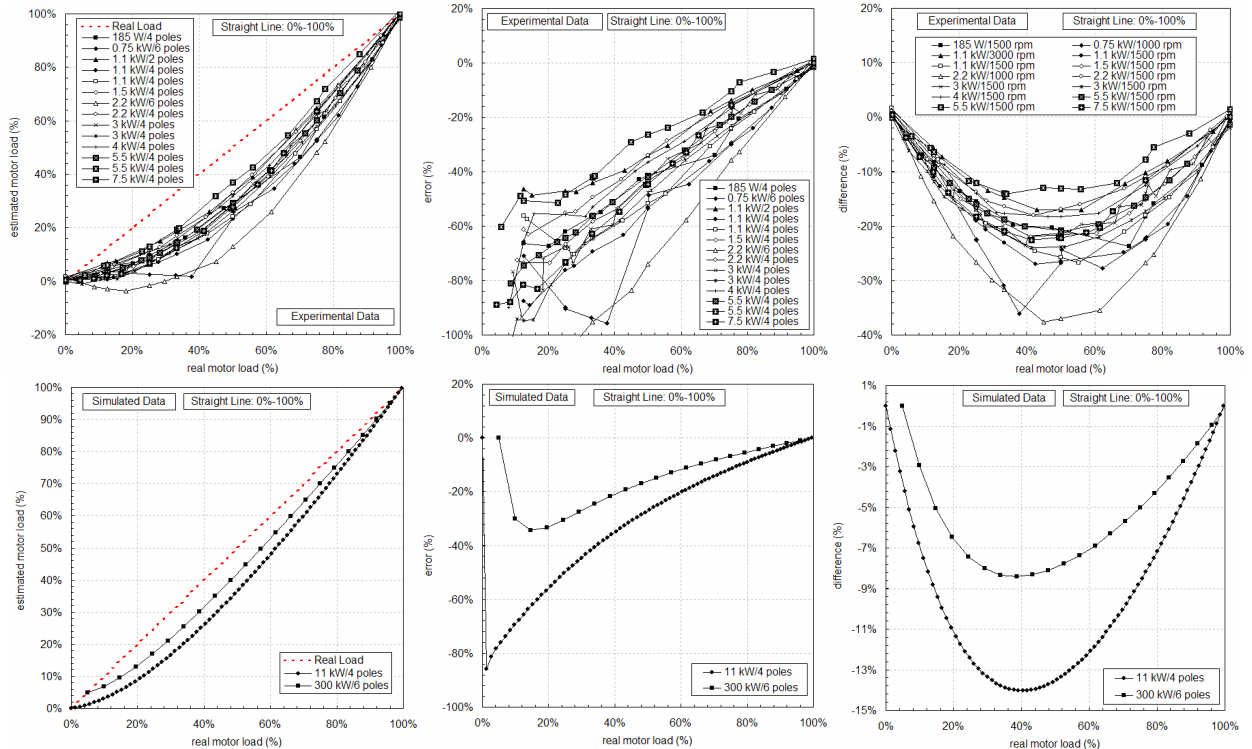 Real Load
185 W/4 poles
0.75 kW/6 poles
1.1 kW/2 poles
1.1 kW/4 poles
1.1 kW/4 poles
1.5 kW/4 poles
2.2 kW/6 poles
2.2 kW/4 poles
3 kW/4 poles
3 kW/4 poles
4 kW/4 poles
5.5 kW/4 poles
5.5 kW/4 poles
7.5 kW/4 poles
Straight Line: 0%-100%
Experimental Data
estimated motor load (%)
100%
80%
60%
40%
20%
0%
-20%
0% 20% 40% 60% 80% 100%
real motor load (%)
Experimental Data
Straight Line: 0%-100%
185 W/4 poles
0.75 kW/6 poles
1.1 kW/2 poles
1.1 kW/4 poles
1.1 kW/4 poles
1.5 kW/4 poles
2.2 kW/6 poles
2.2 kW/4 poles
3 kW/4 poles
3 kW/4 poles
4 kW/4 poles
5.5 kW/4 poles
5.5 kW/4 poles
7.5 kW/4 poles
error (%)
20%
0%
-20%
-40%
-60%
-80%
-100%
0% 20% 40% 60% 80% 100%
real motor load (%)
Experimental Data
Straight Line: 0%-100%
185 W/1500 rpm 0.75 kW/1000 rpm
1.1 kW/3000 rpm 1.1 kW/1500 rpm
1.1 kW/1500 rpm 1.5 kW/1500 rpm
2.2 kW/1000 rpm 2.2 kW/1500 rpm
3 kW/1500 rpm 3 kW/1500 rpm
4 kW/1500 rpm 5.5 kW/1500 rpm
5.5 kW/1500 rpm 7.5 kW/1500 rpm
difference (%)
20%
10%
0%
-10%
-20%
-30%
-40%
0% 20% 40% 60% 80% 100%
real motor load (%)
Simulated Data
Straight Line: 0%-100%
Real Load
11 kW/4 poles
300 kW/6 poles
estimated motor load (%)
100%
90%
80%
70%
60%
50%
40%
30%
20%
10%
0%
0% 20% 40% 60% 80% 100%
real motor load (%)
Simulated Data
Straight Line: 0%-100%
11 kW/4 poles
300 kW/6 poles
error (%)
20%
0%
-20%
-40%
-60%
-80%
-100%
0% 20% 40% 60% 80% 100%
real motor load (%)
Simulated Data
Straight Line: 0%-100%
11 kW/4 poles
300 kW/6 poles
difference (%)
1%
-1%
-3%
-5%
-7%
-9%
-11%
-13%
-15%
0% 20% 40% 60% 80% 100%
real motor load (%)